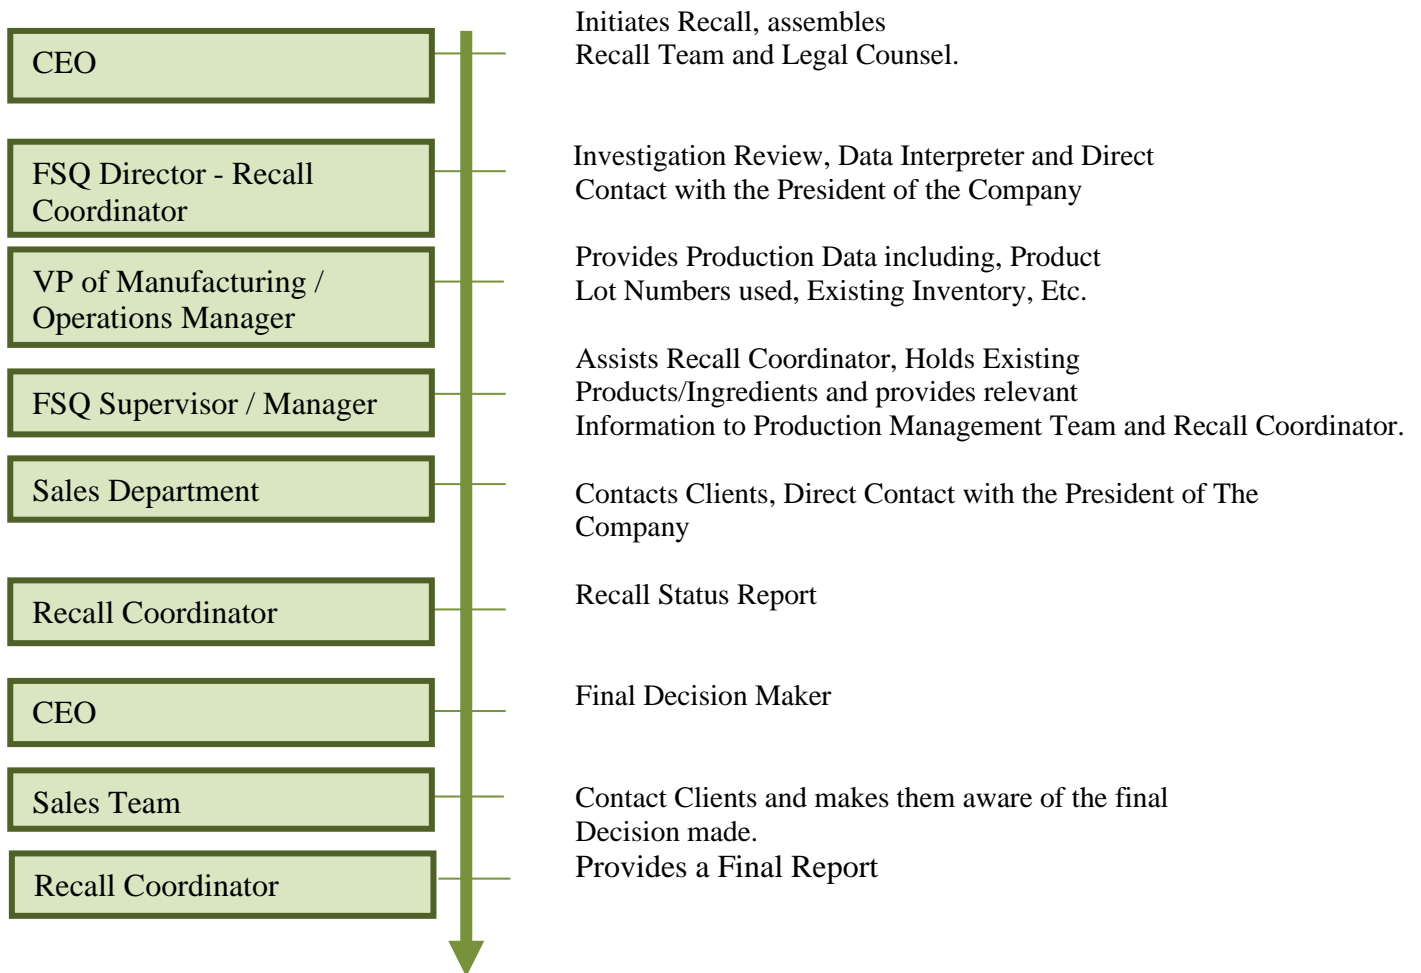 CEO
Initiates Recall, assembles
Recall Team and Legal Counsel.
FSQ Director - Recall
Coordinator
Investigation Review, Data Interpreter and Direct
Contact with the President of the Company
VP of Manufacturing /
Operations Manager
Provides Production Data including, Product
Lot Numbers used, Existing Inventory, Etc.
FSQ Supervisor / Manager
Assists Recall Coordinator, Holds Existing
Products/Ingredients and provides relevant
Information to Production Management Team and Recall Coordinator.
Sales Department
Contacts Clients, Direct Contact with the President of The
Company
Recall Coordinator
Recall Status Report
CEO
Final Decision Maker
Sales Team
Contact Clients and makes them aware of the final
Decision made.
Recall Coordinator
Provides a Final Report